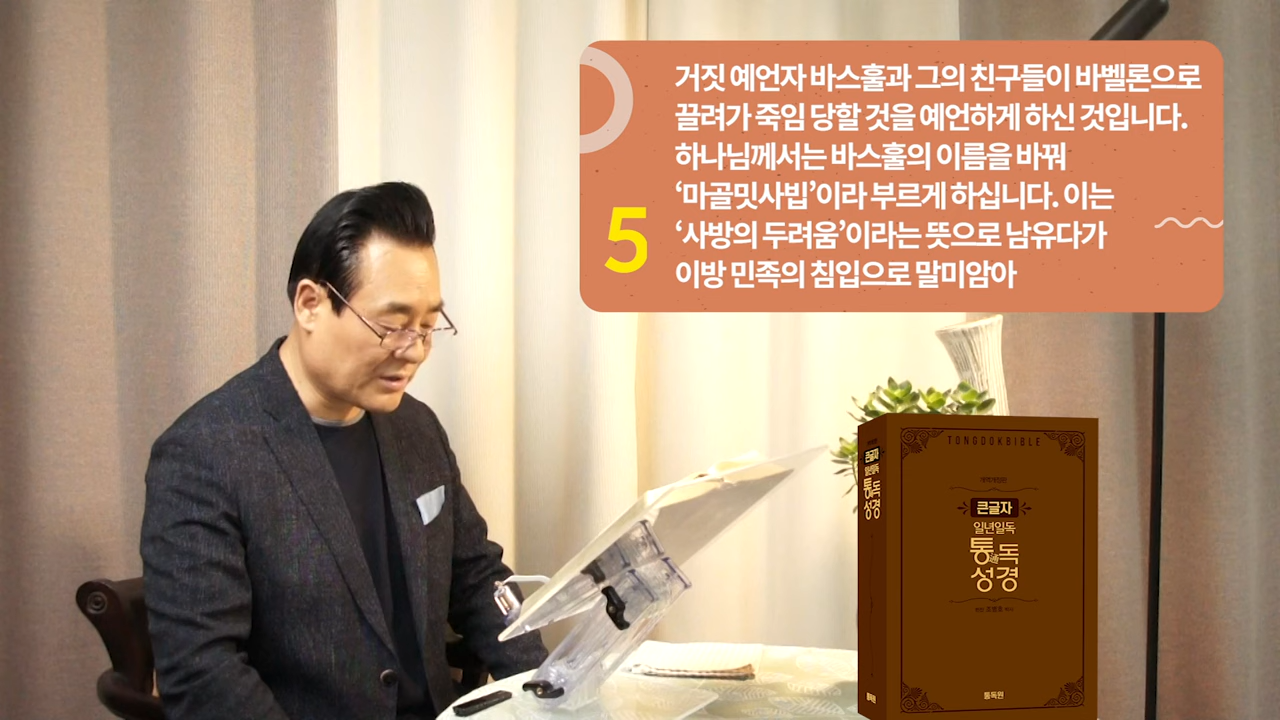 거짓 예언자 바스훌과 그의 친구들이 바벨론으로
끌려가 죽임 당할 것을 예언하게 하신 것입니다.
하나님께서는 바스훌의 이름을 바꿔
‘마골밋사빕’이라 부르게 하십니다. 이는
‘사방의 두려움’이라는 뜻으로 남유다가
이방 민족의 침입으로 말미암아
5
TONGDOKBIBLE
큰글자
일년일독
통독
성경
통독원
큰글자
일년일독
통독
성경
통독원